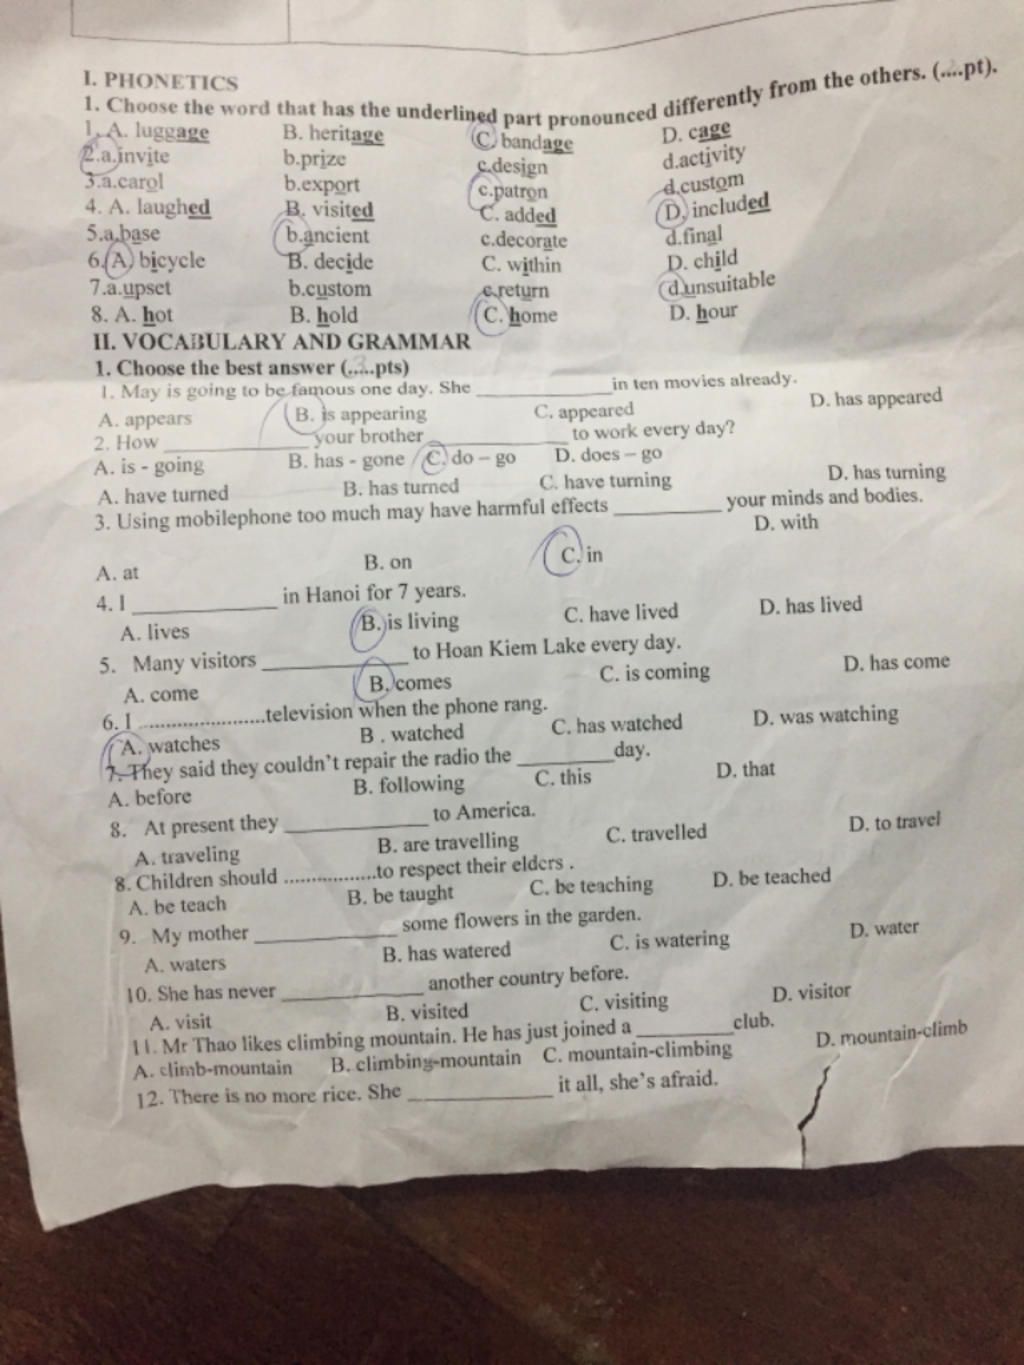 I. PHONETICS
1. Choose the word that has the underlined part pronounced differently from the others. (....pt).
1. A. luggage B. heritage C. bandage D. cage
2.a.invite b.prize c.design d.activity
3.a.carol b.export c.patron d.custom
4. A. laughed B. visited C. added D. included
5.a.base b.ancient c.decorate d.final
6.(A) bicycle B. decide C. within D. child
7.a.upset b.custom c.return d.unsuitable
8. A. hot B. hold C. home D. hour
II. VOCABULARY AND GRAMMAR
1. Choose the best answer (.....pts)
1. May is going to be famous one day. She ____________ in ten movies already.
A. appears B. is appearing C. appeared D. has appeared
2. How ____________ your brother ____________ to work every day?
A. is - going B. has - gone C. do – go D. does – go
A. have turned B. has turned C. have turning D. has turning
3. Using mobilephone too much may have harmful effects __________ your minds and bodies.
A. at B. on C. in D. with
4. I ____________ in Hanoi for 7 years.
A. lives B. is living C. have lived D. has lived
5. Many visitors ____________ to Hoan Kiem Lake every day.
A. come B. comes C. is coming D. has come
6. I ......................television when the phone rang.
A. watches B . watched C. has watched D. was watching
7. They said they couldn't repair the radio the ________day.
A. before B. following C. this D. that
8. At present they ____________ to America.
A. traveling B. are travelling C. travelled D. to travel
8. Children should ................to respect their elders .
A. be teach B. be taught C. be teaching D. be teached
9. My mother ____________ some flowers in the garden.
A. waters B. has watered C. is watering D. water
10. She has never ____________ another country before.
A. visit B. visited C. visiting D. visitor
11. Mr Thao likes climbing mountain. He has just joined a ________club.
A. climb-mountain B. climbing-mountain C. mountain-climbing D. mountain-climb
12. There is no more rice. She ____________ it all, she's afraid.